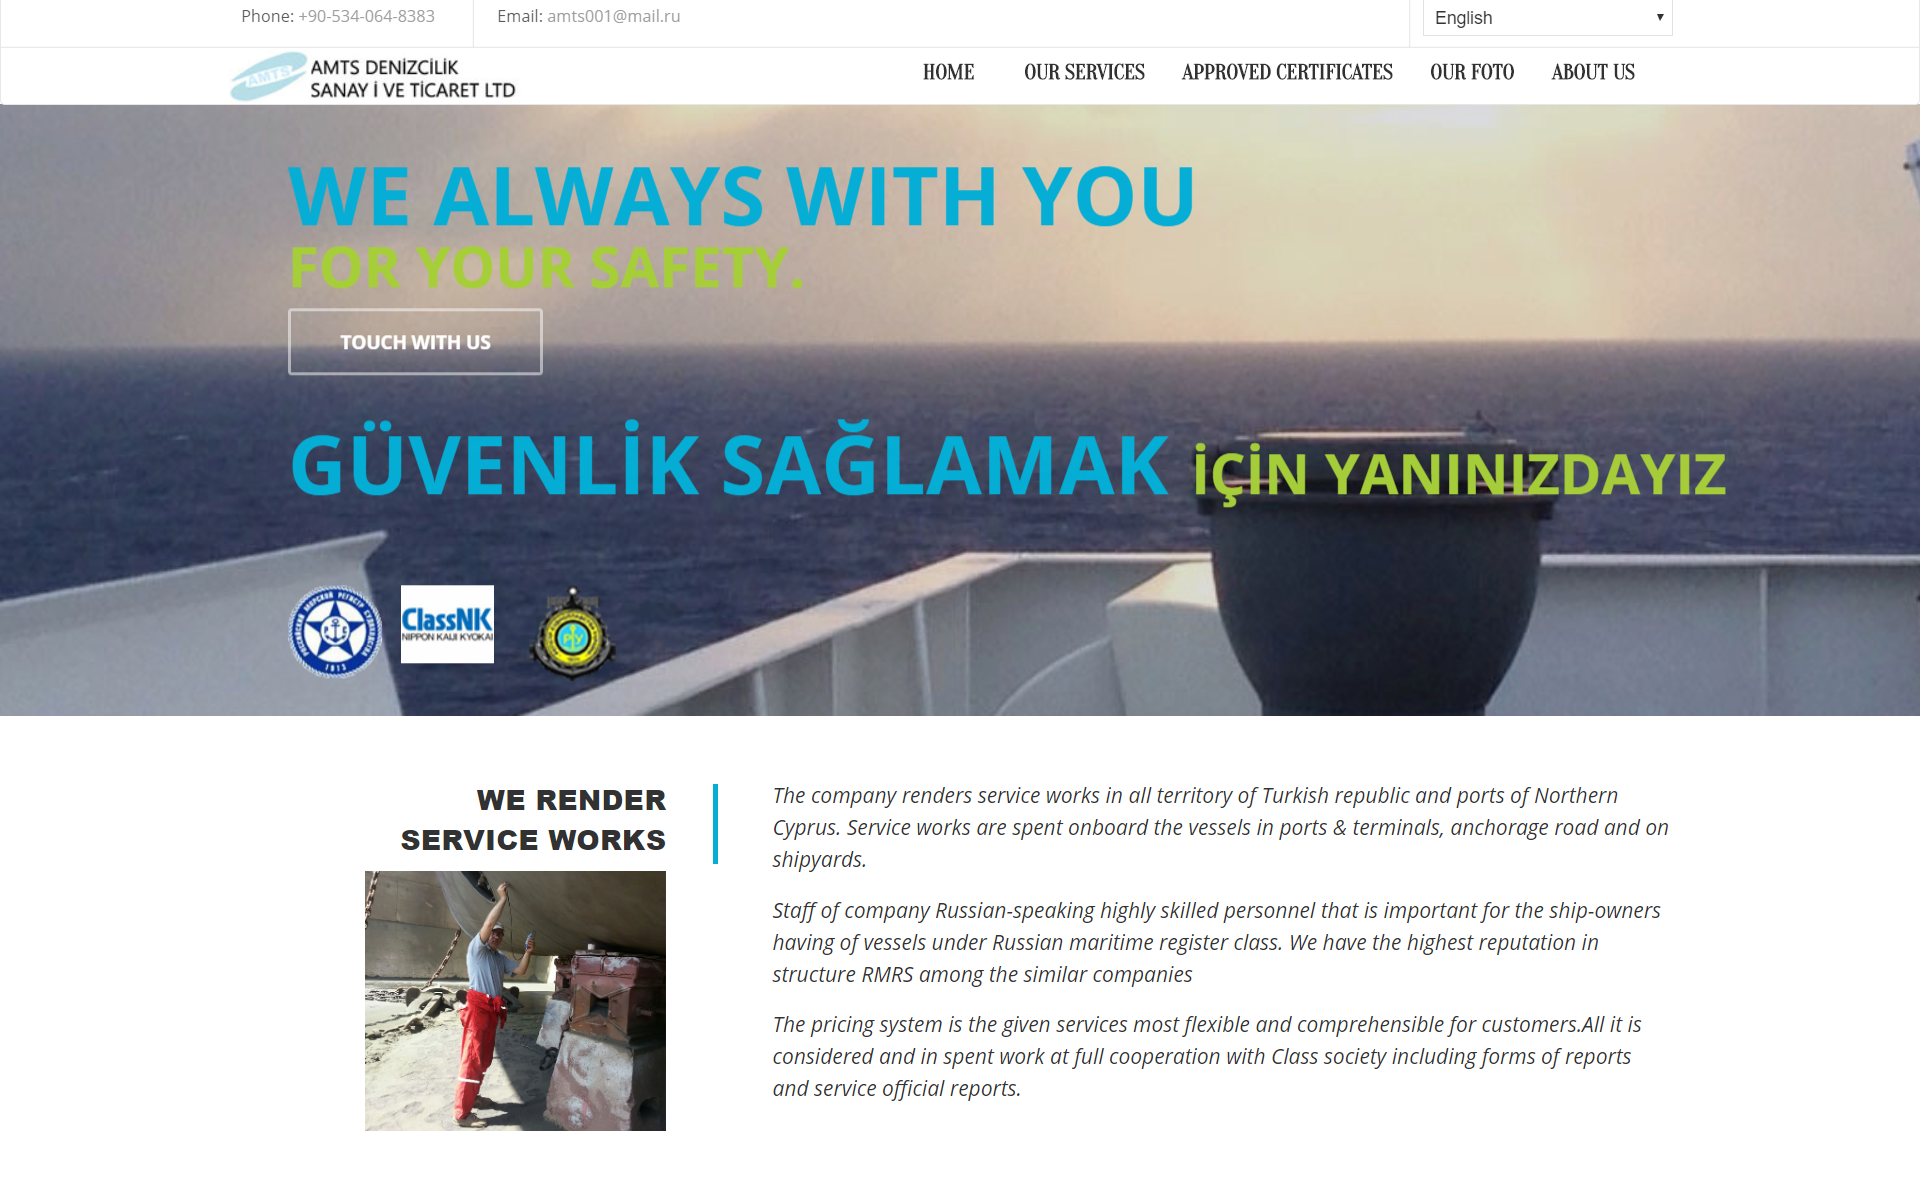 Phone: +90-534-064-8383
Email: amts001@mail.ru
English
AMTS
AMTS DENİZCİLİK
SANAY İ VE TİCARET LTD
HOME
OUR SERVICES
APPROVED CERTIFICATES
OUR FOTO
ABOUT US
WE ALWAYS WITH YOU
FOR YOUR SAFETY.
TOUCH WITH US
GÜVENLİK SAĞLAMAK İÇİN YANINIZDAYIZ
РОССИЙСКИЙ МОРСКОЙ РЕГИСТР СУДОХОДСТВА
1913
ClassNK
NIPPON KAIJI KYOKAI
WE RENDER
SERVICE WORKS
The company renders service works in all territory of Turkish republic and ports of Northern
Cyprus. Service works are spent onboard the vessels in ports & terminals, anchorage road and on
shipyards.
Staff of company Russian-speaking highly skilled personnel that is important for the ship-owners
having of vessels under Russian maritime register class. We have the highest reputation in
structure RMRS among the similar companies
The pricing system is the given services most flexible and comprehensible for customers.All it is
considered and in spent work at full cooperation with Class society including forms of reports
and service official reports.